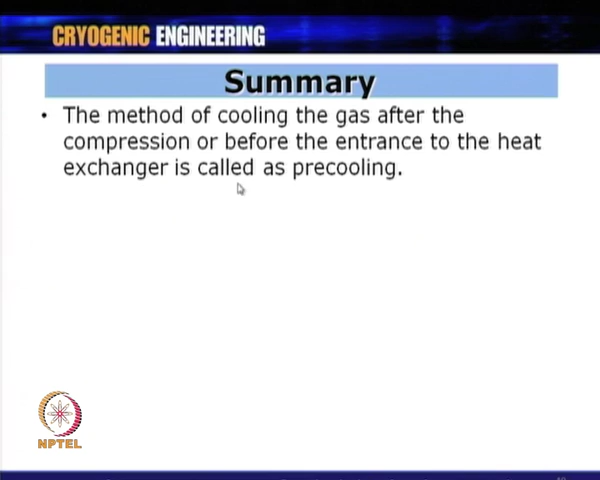 CRYOGENIC ENGINEERING
Summary
• The method of cooling the gas after the
compression or before the entrance to the heat
exchanger is called as precooling.
NPTEL